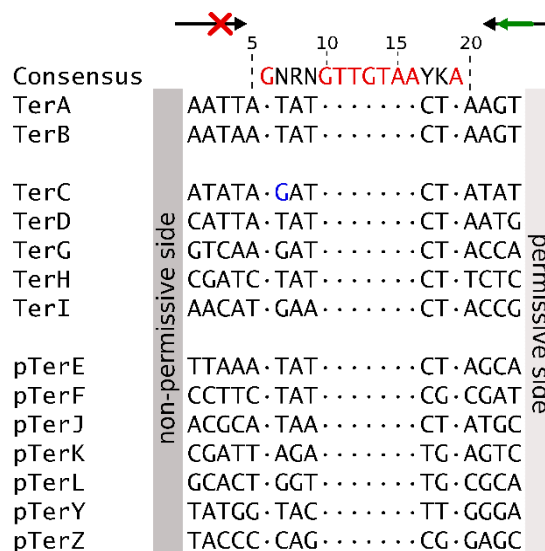 5 10 15 20
Consensus GNRNGTTGTAAYKA
TerA AATTA·TAT·······CT·AAGT
TerB AATAA·TAT·······CT·AAGT
TerC ATATA·GAT·······CT·ATAT
TerD CATTA·TAT·······CT·AATG
TerG GTCAA·GAT·······CT·ACCA
TerH CGATC·TAT·······CT·TCTC
TerI AACAT·GAA·······CT·ACCG
pTerE TTAAA·TAT·······CT·AGCA
pTerF CCTTC·TAT·······CG·CGAT
pTerJ ACGCA·TAA·······CT·ATGC
pTerK CGATT·AGA·······TG·AGTC
pTerL GCACT·GGT·······TG·CGCA
pTerY TATGG·TAC·······TT·GGGA
pTerZ TACCC·CAG·······CG·GAGC
non-permissive side
permissive side